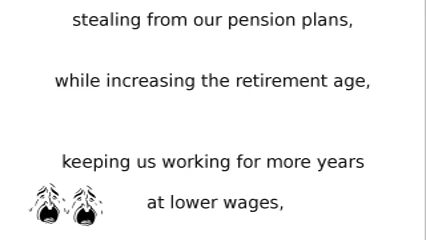 stealing from our pension plans,
while increasing the retirement age,
keeping us working for more years
at lower wages,